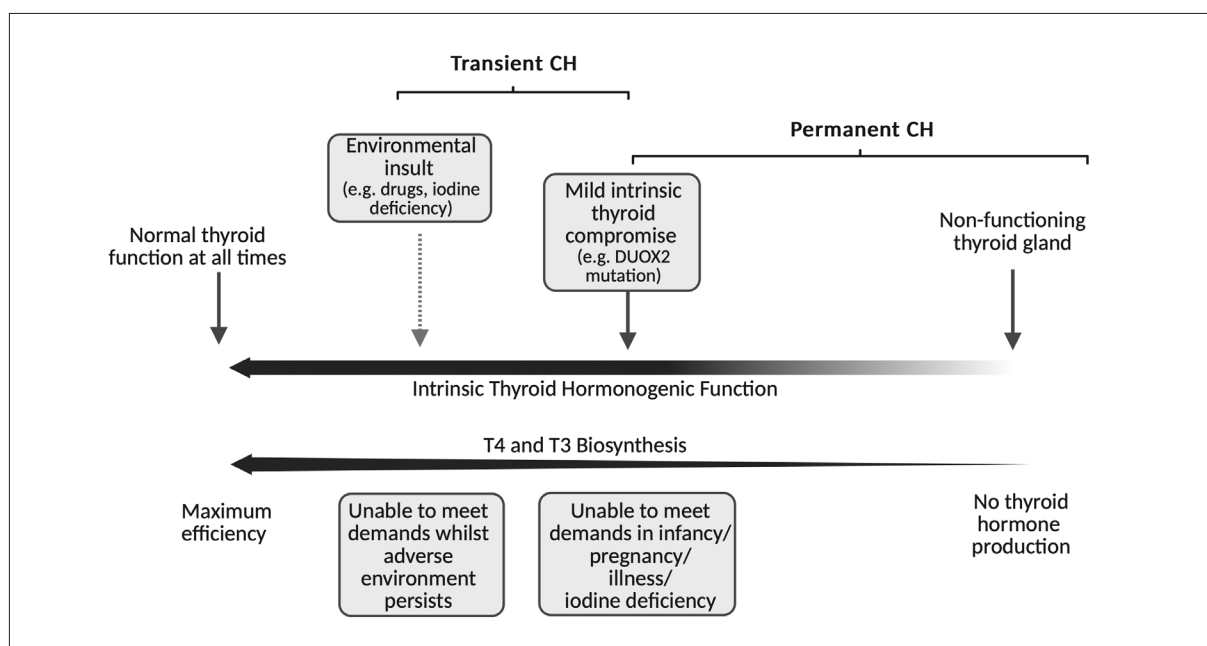 Transient CH
Permanent CH
Environmental
insult
(e.g. drugs, iodine
deficiency)
Mild intrinsic
thyroid
compromise
(e.g. DUOX2
mutation)
Normal thyroid
function at all times
Non-functioning
thyroid gland
Intrinsic Thyroid Hormonogenic Function
T4 and T3 Biosynthesis
Maximum
efficiency
Unable to meet
demands whilst
adverse
environment
persists
Unable to meet
demands in infancy/
pregnancy/
illness/
iodine deficiency
No thyroid
hormone
production